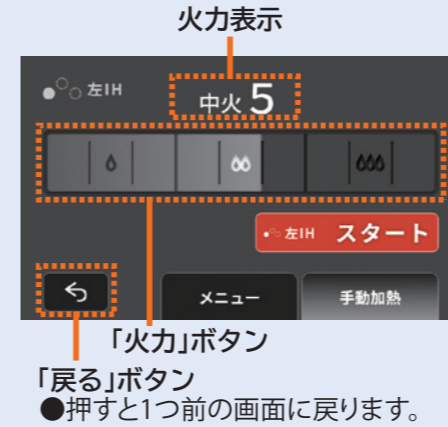 火力表示
左IH
中火 5
左IH スタート
メニュー
手動加熱
「火力」ボタン
「戻る」ボタン
●押すと1つ前の画面に戻ります。